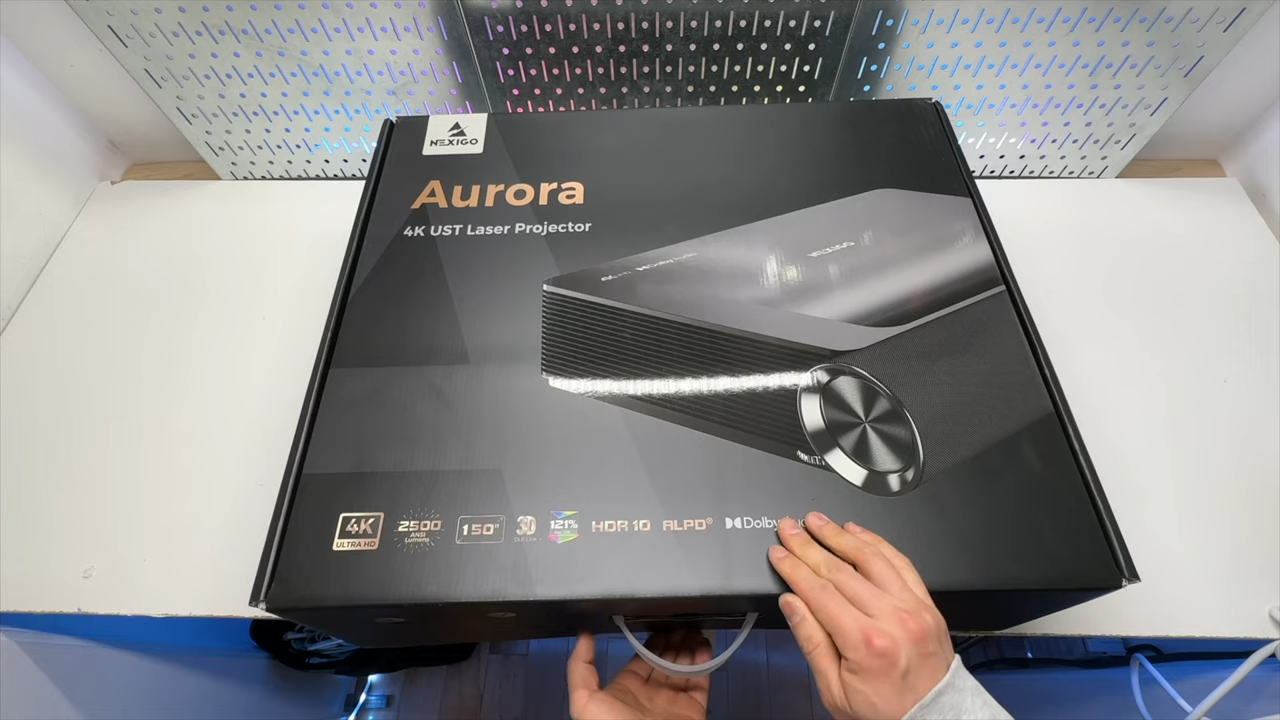 NEXIGO
Aurora
4K UST Laser Projector
NEXIGO
4K
ULTRA HD
2500
ANSI
Lumens
150"
3D
121%
HDR 10
ALPD®
Dolby